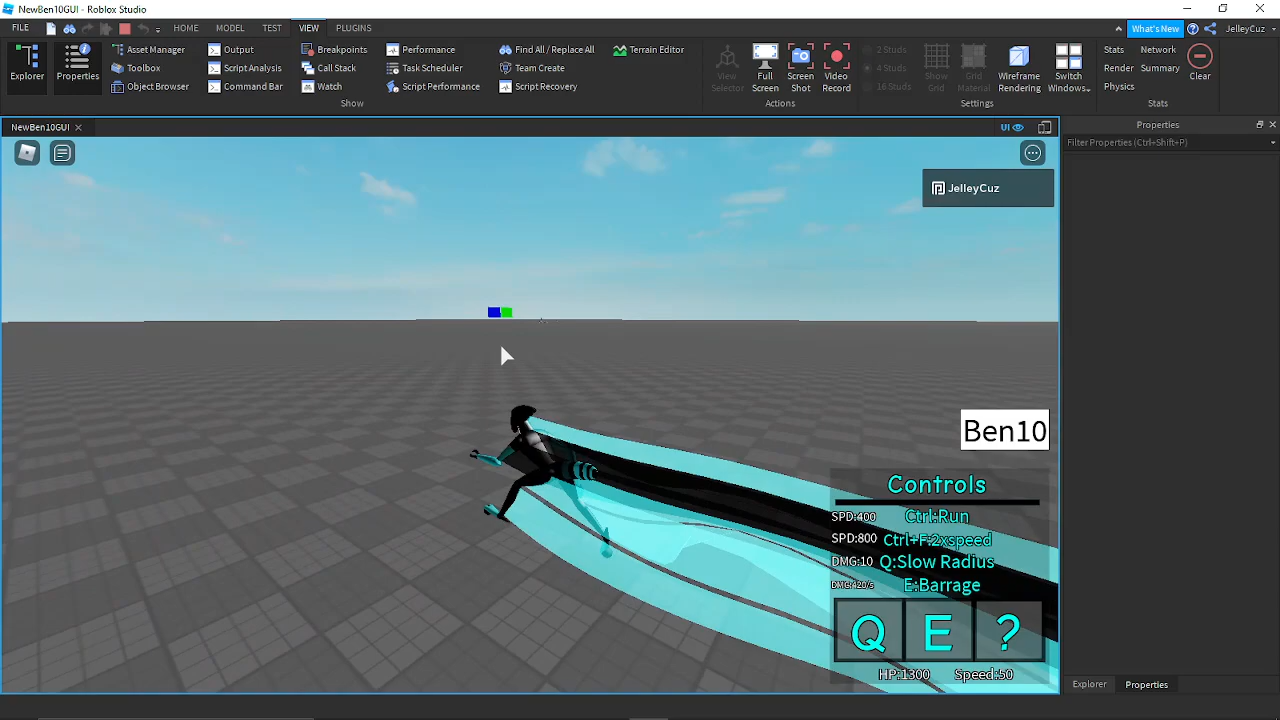 NewBen10GUI - Roblox Studio
FILE HOME MODEL TEST VIEW PLUGINS What's New JelleyCuz
Explorer
Properties
Asset Manager
Toolbox
Object Browser
Output
Script Analysis
Command Bar
Breakpoints
Call Stack
Watch
Performance
Task Scheduler
Script Performance
Find All / Replace All
Team Create
Script Recovery
Terrain Editor
Show
View Selector
Full Screen
Screen Shot
Video Record
Actions
2 Studs
4 Studs
16 Studs
Show Grid
Grid Material
Wireframe Rendering
Switch Windows
Settings
Stats Network
Render Summary
Physics
Clear
Stats
NewBen10GUI
UI
Properties
Filter Properties (Ctrl+Shift+P)
JelleyCuz
Ben10
Controls
SPD:400 Ctrl:Run
SPD:800 Ctrl+F:2xspeed
DMG:10 Q:Slow Radius
E:Barrage
Q E ?
HP:1300 Speed:50
Explorer Properties